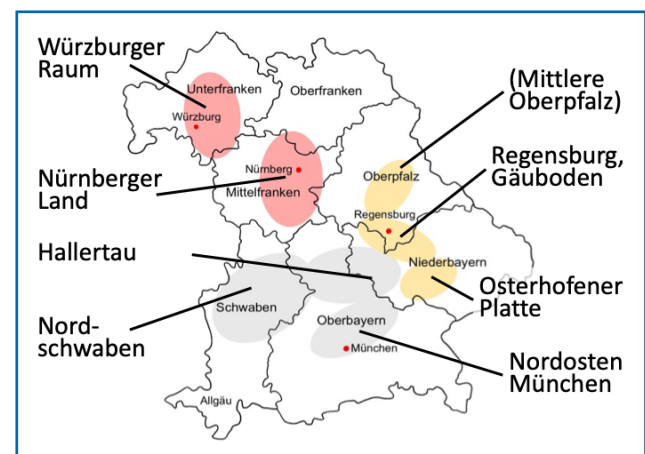 Würzburger
Raum
Unterfranken
Oberfranken
(Mittlere
Oberpfalz)
Würzburg
Nürnberger
Land
Nürnberg
Mittelfranken
Oberpfalz
Regensburg,
Gäuboden
Regensburg
Hallertau
Niederbayern
Osterhofener
Platte
Nord-
schwaben
Schwaben
Oberbayern
München
Nordosten
München
Allgäu